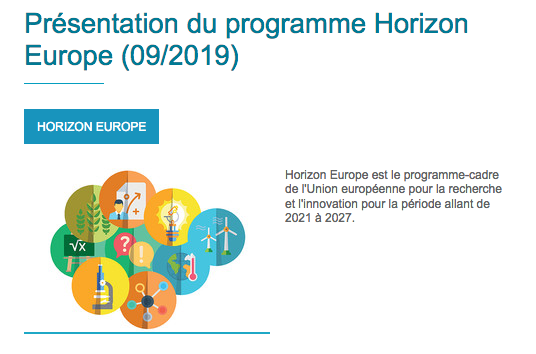 Présentation du programme Horizon
Europe (09/2019)
HORIZON EUROPE
Horizon Europe est le programme-cadre
de l'Union européenne pour la recherche
et l'innovation pour la période allant de
2021 à 2027.
√x
?
!